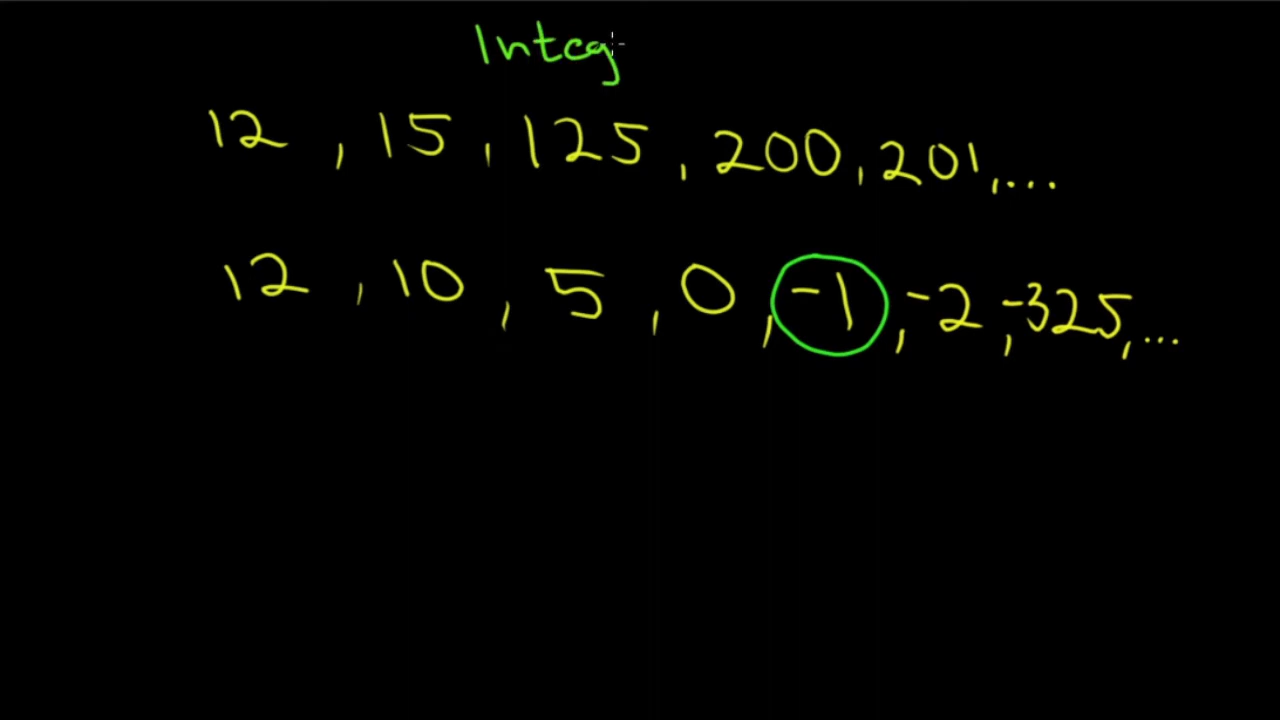 Integ
12, 15, 125, 200, 201, ...
12, 10, 5, 0, -1, -2, -325, ...